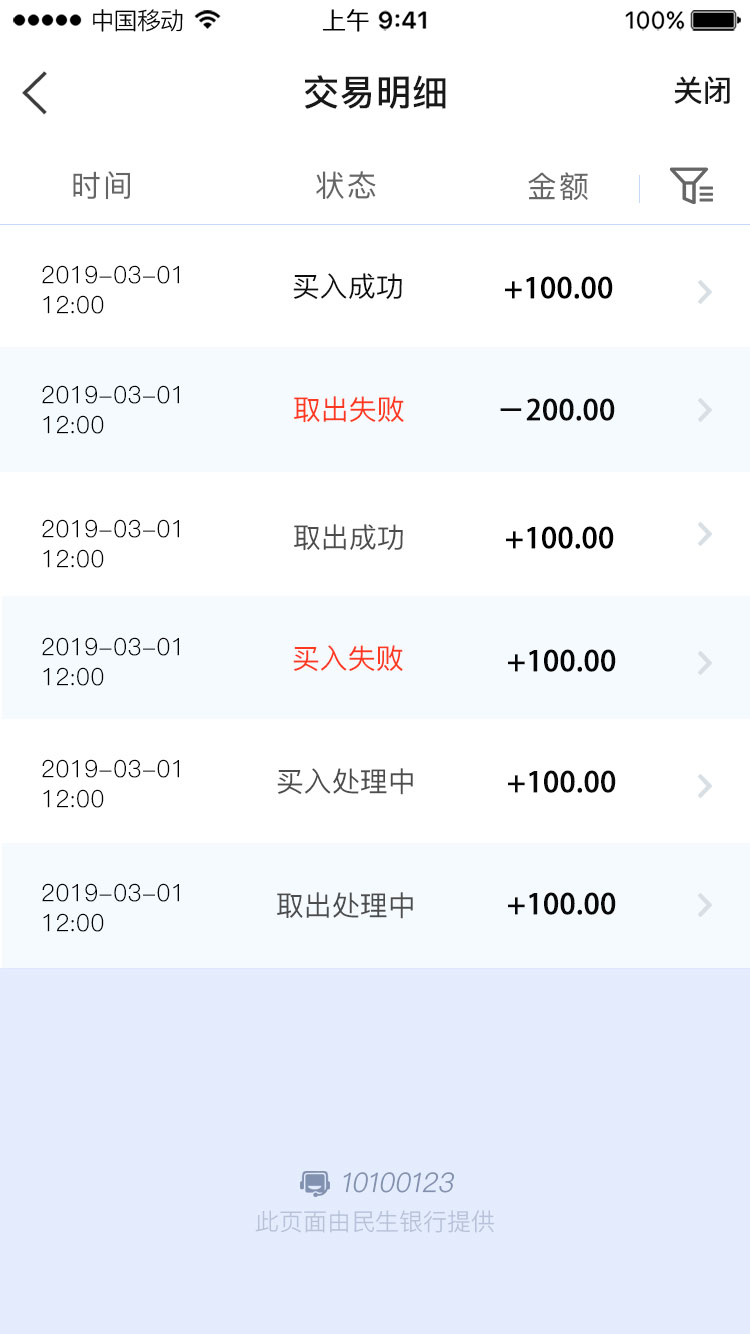 中国移动 上午 9:41 100%
交易明细 关闭
时间 状态 金额
2019-03-01
12:00
买入成功 +100.00
2019-03-01
12:00
取出失败 -200.00
2019-03-01
12:00
取出成功 +100.00
2019-03-01
12:00
买入失败 +100.00
2019-03-01
12:00
买入处理中 +100.00
2019-03-01
12:00
取出处理中 +100.00
10100123
此页面由民生银行提供